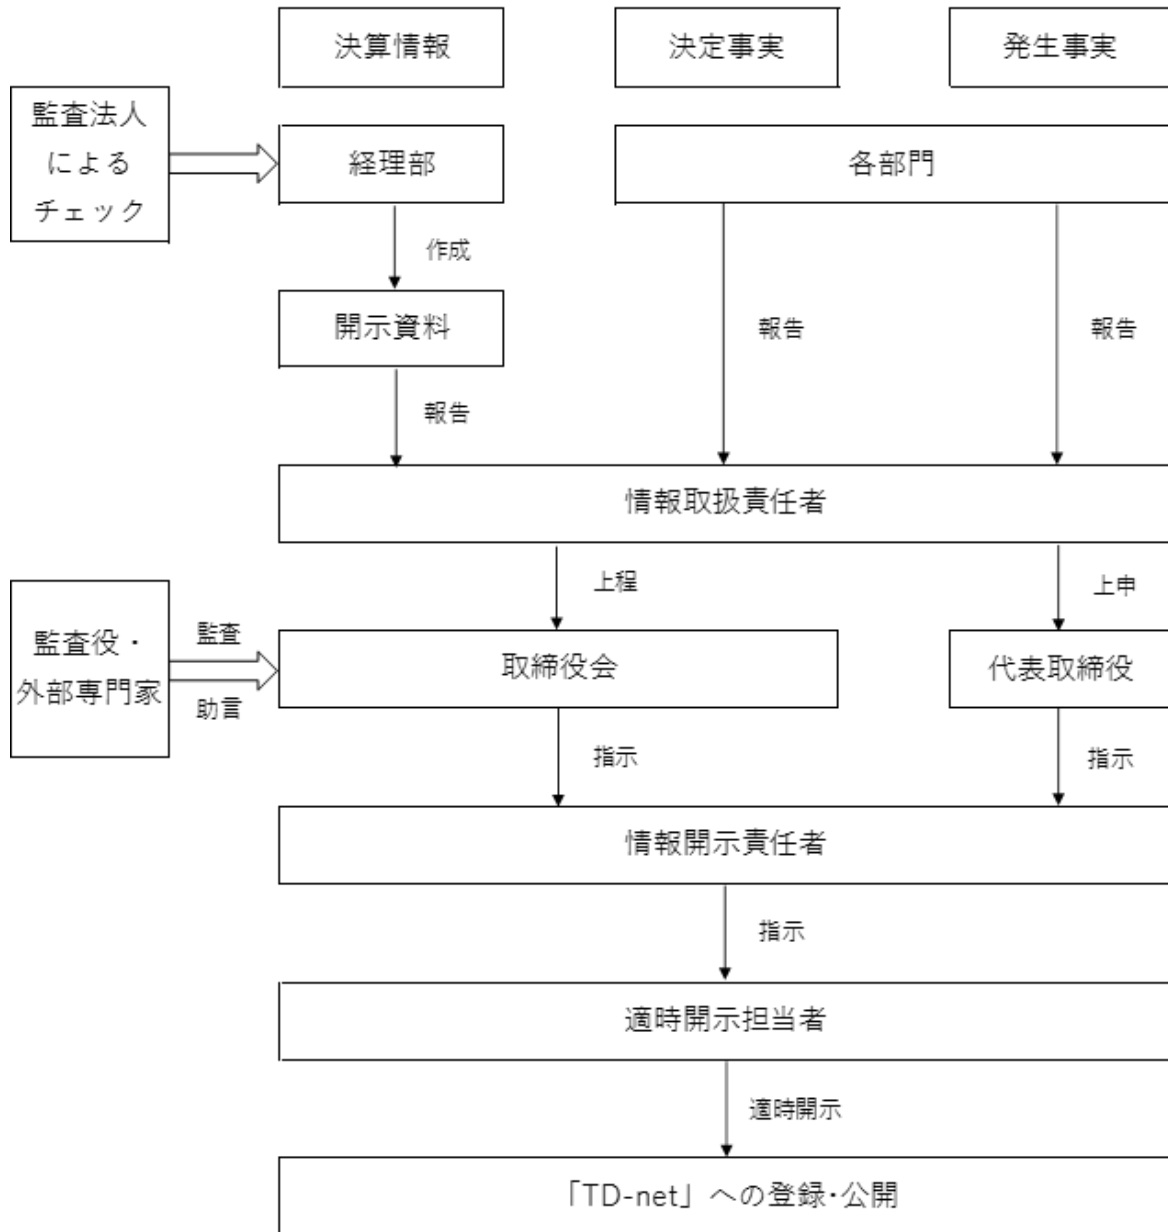 決算情報
決定事実
発生事実
監査法人
による
チェック
経理部
各部門
作成
開示資料
報告
報告
報告
情報取扱責任者
上程
上申
監査役・
外部専門家
監査
助言
取締役会
代表取締役
指示
指示
情報開示責任者
指示
適時開示担当者
適時開示
「TD-net」への登録･公開